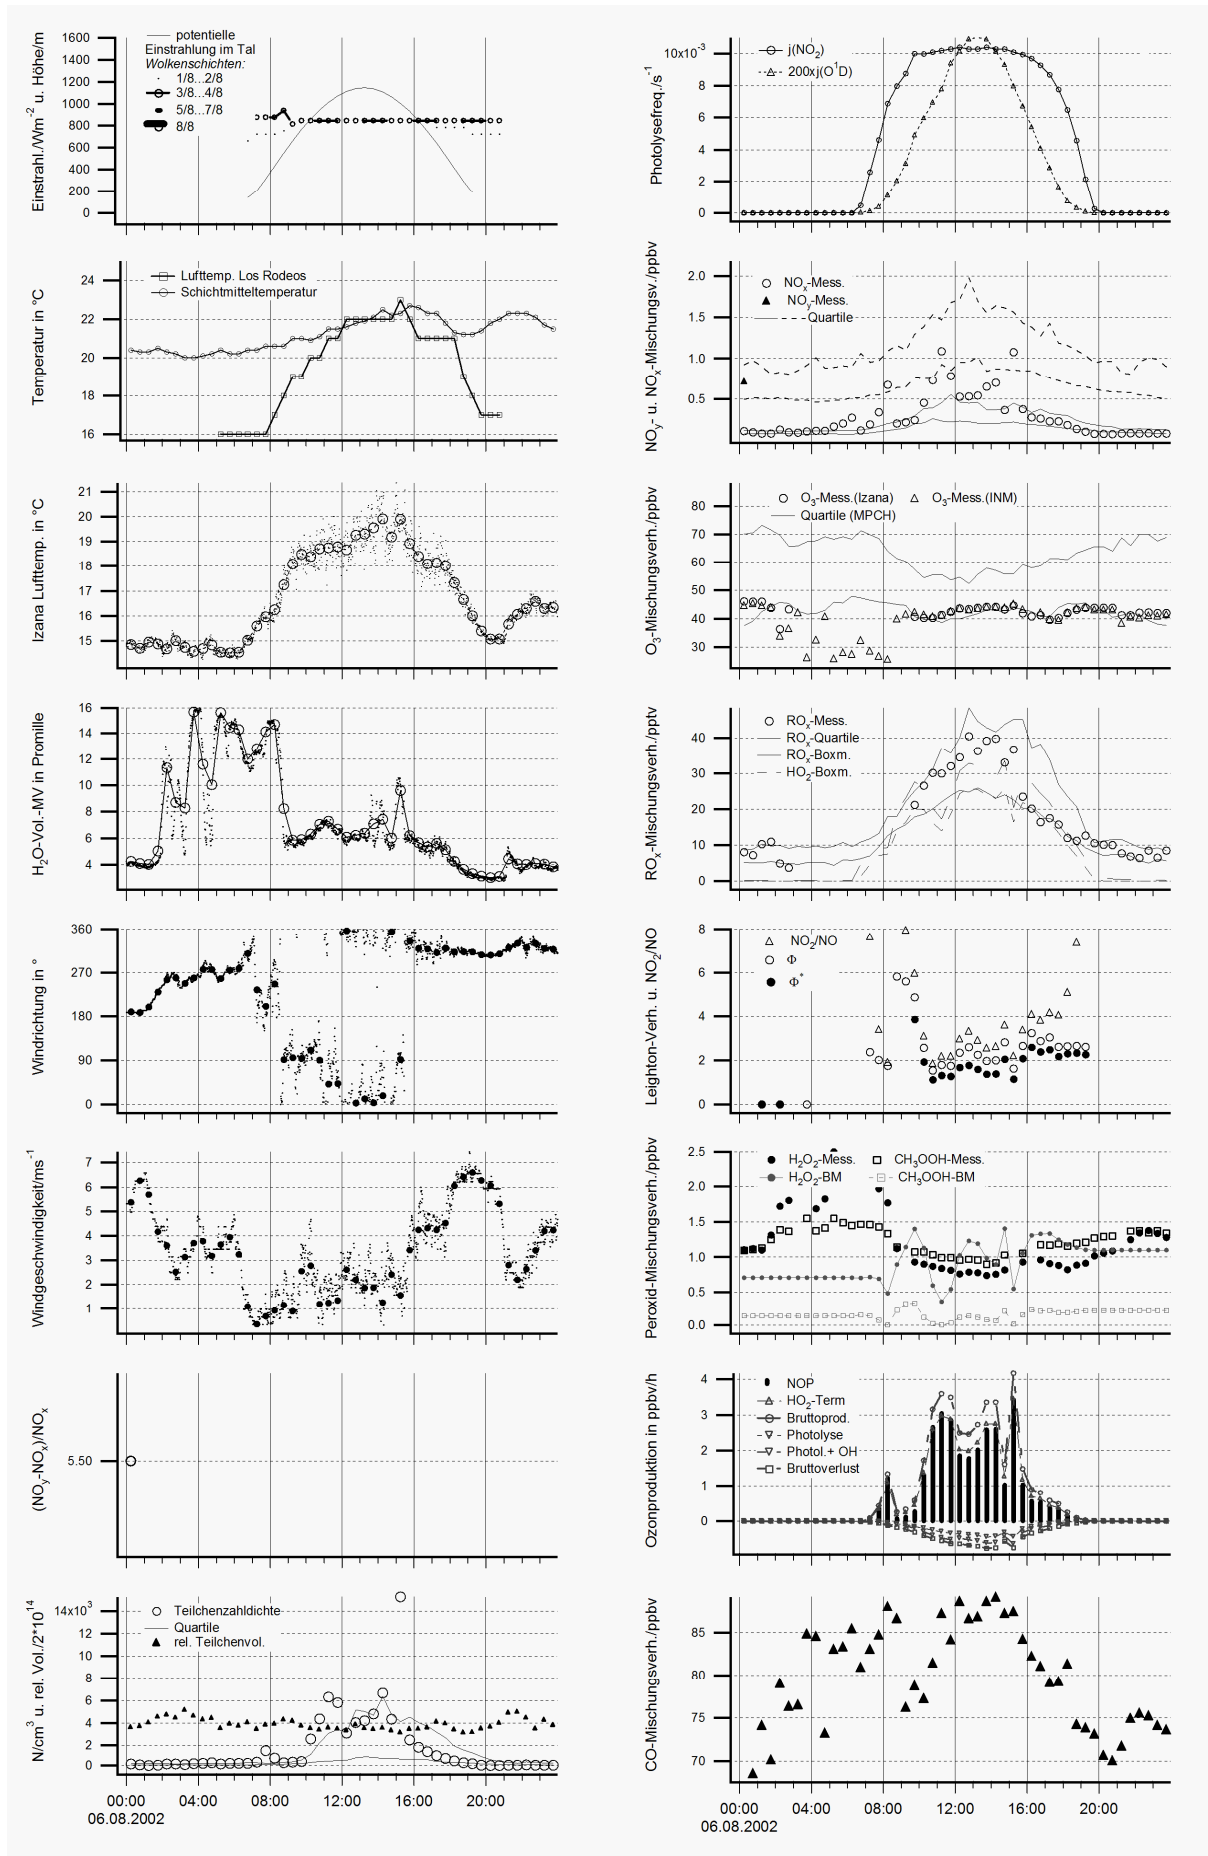 Einstrahl./Wm-2 u. Höhe/m
1600
1400
1200
1000
800
600
400
200
0
potentielle
Einstrahlung im Tal
Wolkenschichten:
1/8...2/8
3/8...4/8
5/8...7/8
8/8
Temperatur in °C
24
22
20
18
16
Lufttemp. Los Rodeos
Schichtmitteltemperatur
Izana Lufttemp. in °C
21
20
19
18
17
16
15
H2O-Vol.-MV in Promille
16
14
12
10
8
6
4
Windrichtung in °
360
270
180
90
0
Windgeschwindigkeit/ms-1
7
6
5
4
3
2
1
(NOy-NOx)/NOx
5.50
N/cm3 u. rel. Vol./2*1014
14x103
12
10
8
6
4
2
0
Teilchenzahldichte
Quartile
rel. Teilchenvol.
00:00 04:00 08:00 12:00 16:00 20:00
06.08.2002
Photolysefreq./s-1
10x10-3
8
6
4
2
0
j(NO2)
200xj(O1D)
NOy- u. NOx-Mischungsv./ppbv
2.0
1.5
1.0
0.5
NOx-Mess.
NOy-Mess.
Quartile
O3-Mischungsverh./ppbv
80
70
60
50
40
30
O3-Mess.(Izana) O3-Mess.(INM)
Quartile (MPCH)
ROx-Mischungsverh./pptv
40
30
20
10
0
ROx-Mess.
ROx-Quartile
ROx-Boxm.
HO2-Boxm.
Leighton-Verh. u. NO2/NO
8
6
4
2
0
NO2/NO
Φ
Φ*
Peroxid-Mischungsverh./ppbv
2.5
2.0
1.5
1.0
0.5
0.0
H2O2-Mess. CH3OOH-Mess.
H2O2-BM CH3OOH-BM
Ozonproduktion in ppbv/h
4
3
2
1
0
NOP
HO2-Term
Bruttoprod.
Photolyse
Photol.+ OH
Bruttoverlust
CO-Mischungsverh./ppbv
85
80
75
70
00:00 04:00 08:00 12:00 16:00 20:00
06.08.2002